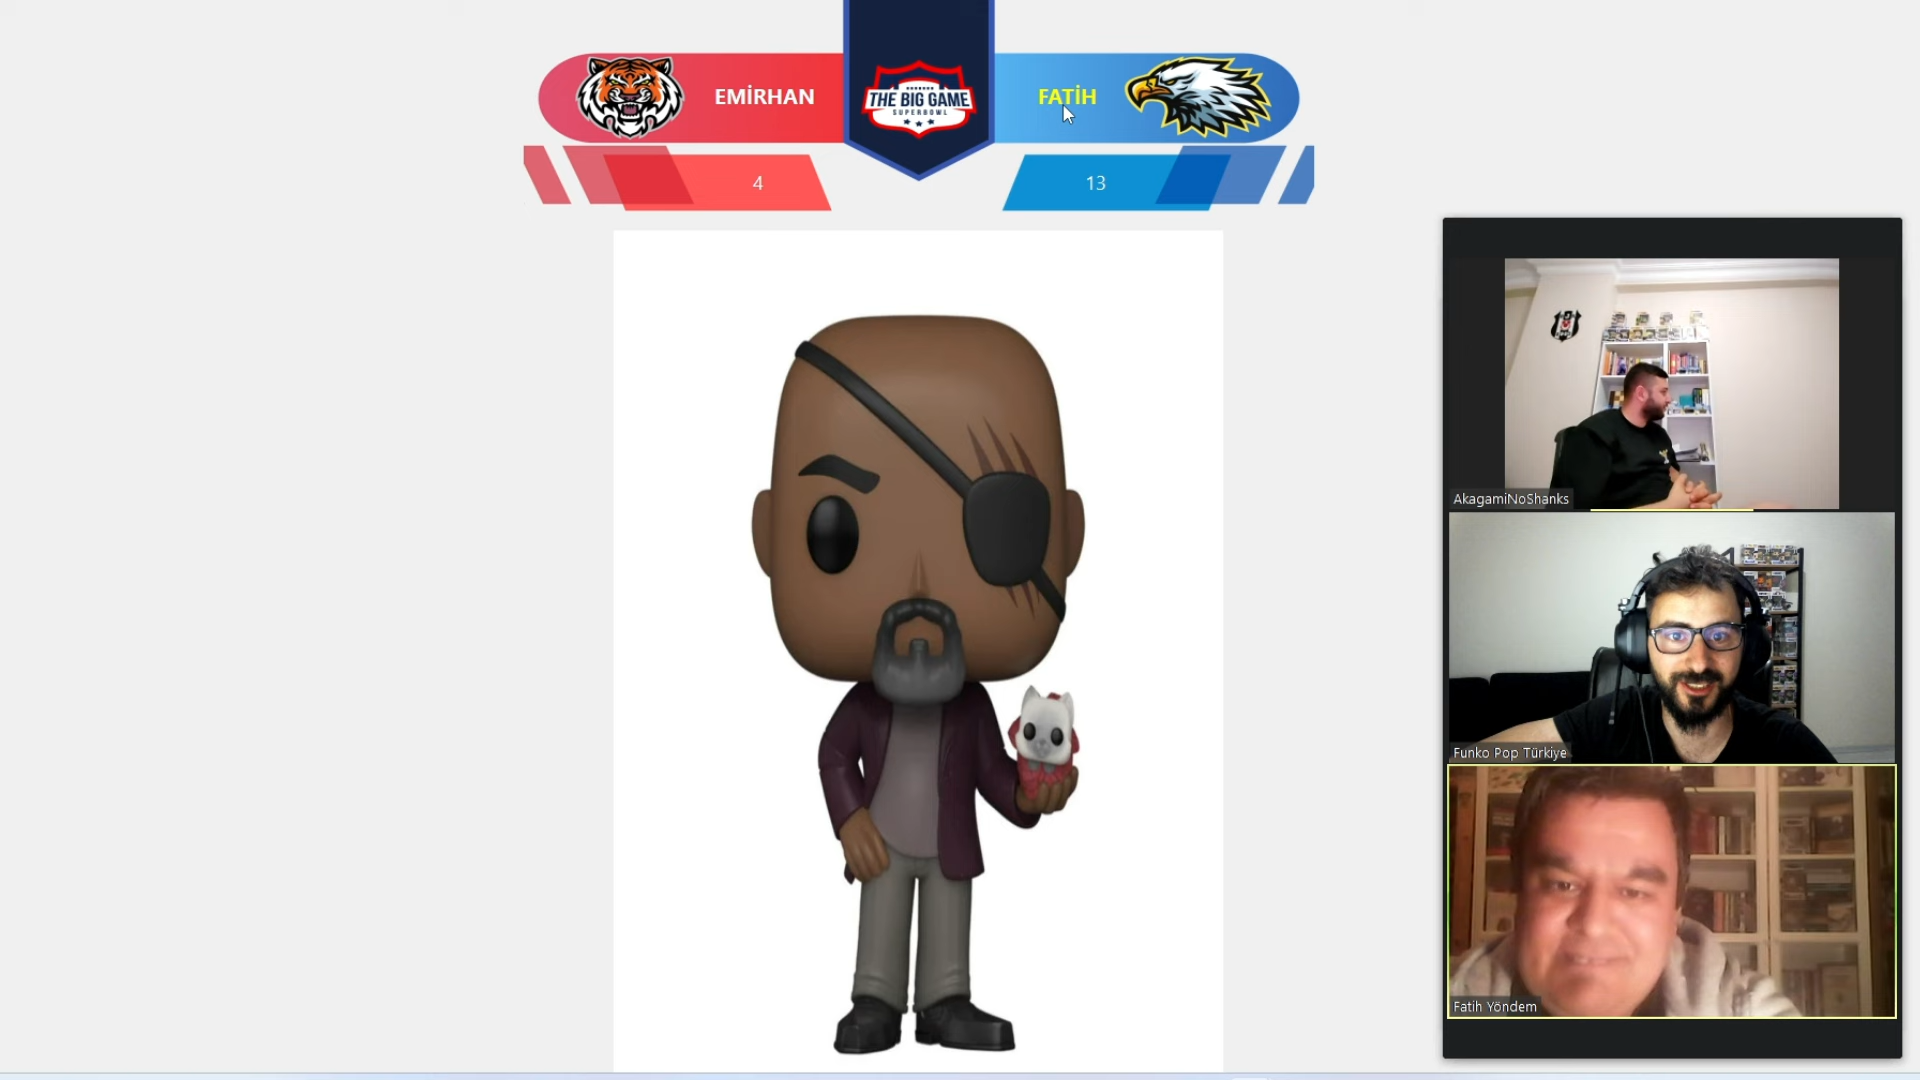 EMİRHAN
THE BIG GAME
SUPERBOWL
FATİH
4
13
AkagamiNoShanks
Funko Pop Türkiye
Fatih Yöndem